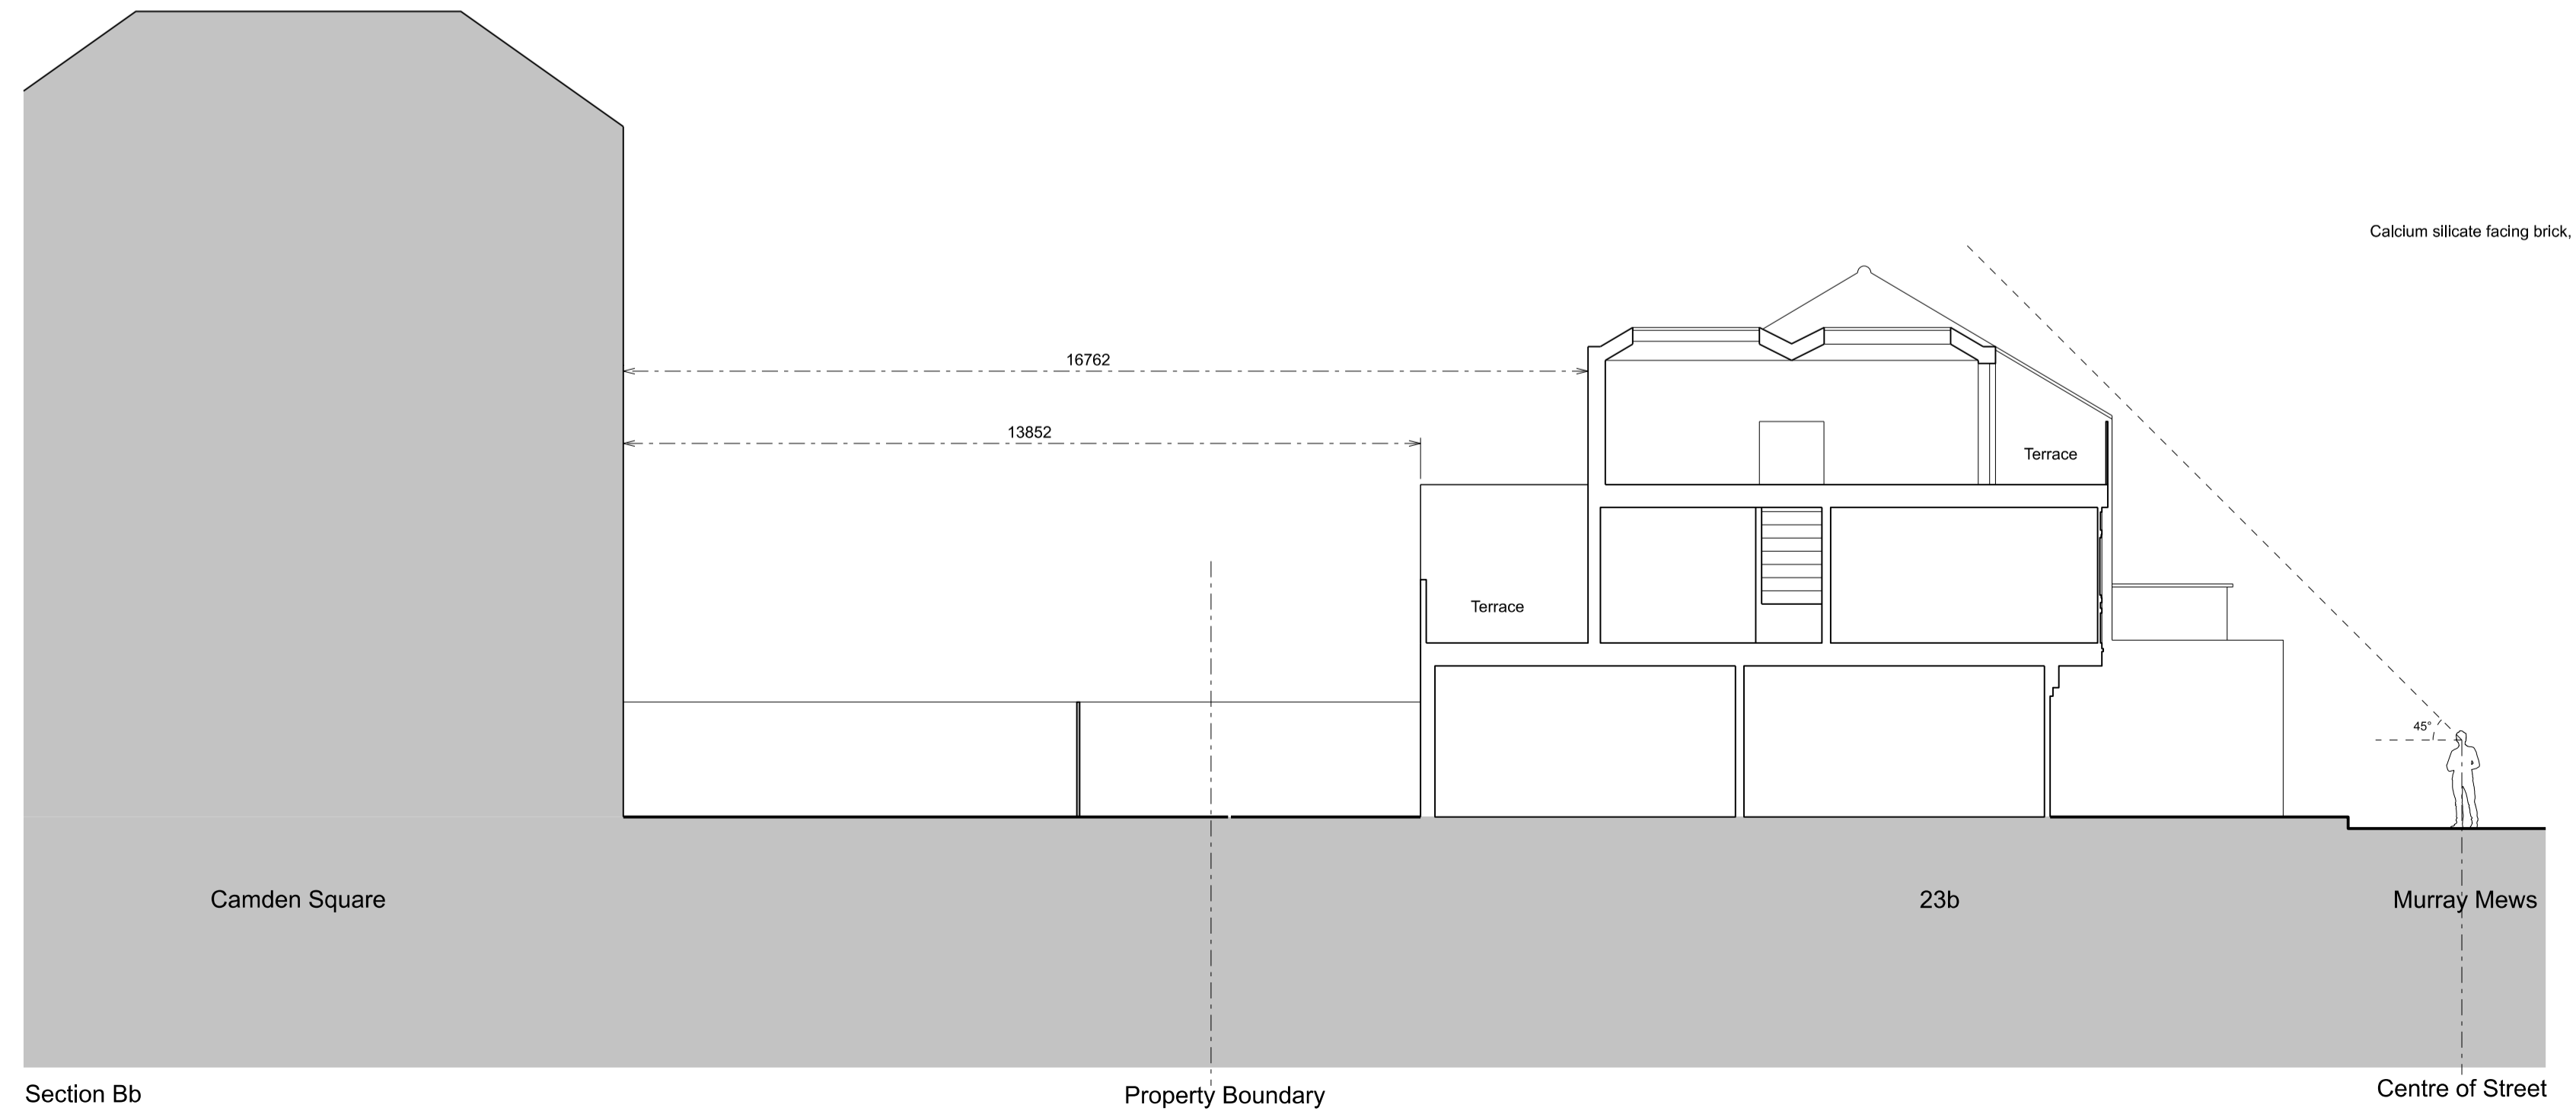 Calcium silicate facing brick,
16762
13852
Terrace
Terrace
45°
Camden Square
23b
Murray Mews
Section Bb
Property Boundary
Centre of Street